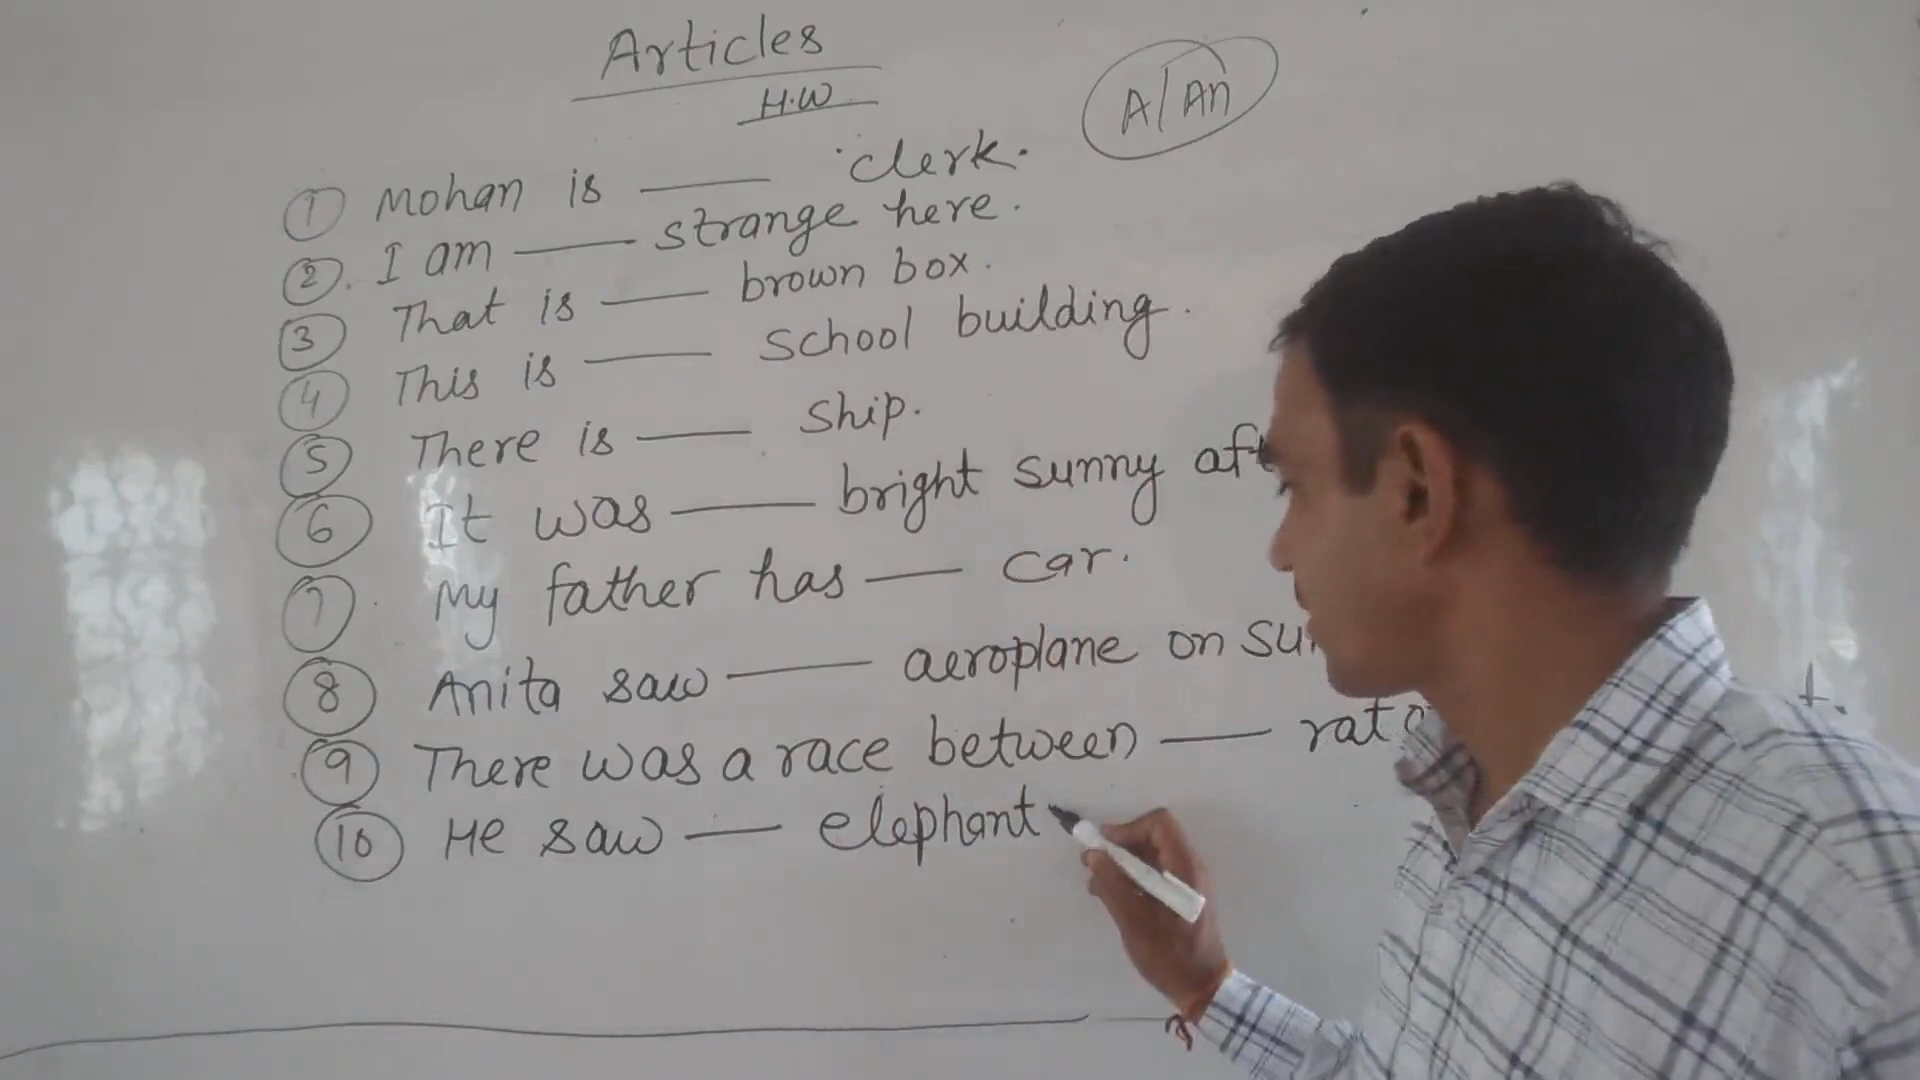 Articles
H.W
A/An
① Mohan is ___ clerk.
②. I am ___ strange here.
③ That is ___ brown box.
④ This is ___ school building.
⑤ There is ___ ship.
⑥ It was ___ bright sunny
⑦ My father has ___ car.
⑧ Anita saw ___ aeroplane on
⑨ There was a race between ___ rat
⑩ He saw ___ elephant